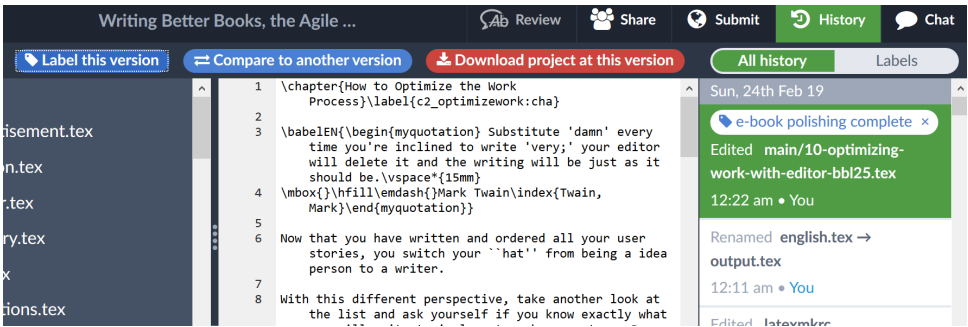 Writing Better Books, the Agile ...
Review
Share
Submit
History
Chat
Label this version
Compare to another version
Download project at this version
All history
Labels
isement.tex
on.tex
r.tex
ry.tex
x
tions.tex
1 \chapter{How to Optimize the Work
Process}\label{c2_optimizework:cha}
2
3 \babelEN{\begin{myquotation} Substitute 'damn' every
time you're inclined to write 'very;' your editor
will delete it and the writing will be just as it
should be.\vspace*{15mm}
4 \mbox{}\hfill\emdash{}Mark Twain\index{Twain,
Mark}\end{myquotation}}
5
6 Now that you have written and ordered all your user
stories, you switch your ``hat'' from being a idea
person to a writer.
7
8 With this different perspective, take another look at
the list and ask yourself if you know exactly what
Sun, 24th Feb 19
e-book polishing complete ×
Edited main/10-optimizing-
work-with-editor-bbl25.tex
12:22 am • You
Renamed english.tex →
output.tex
12:11 am • You
Edited latexmkrc